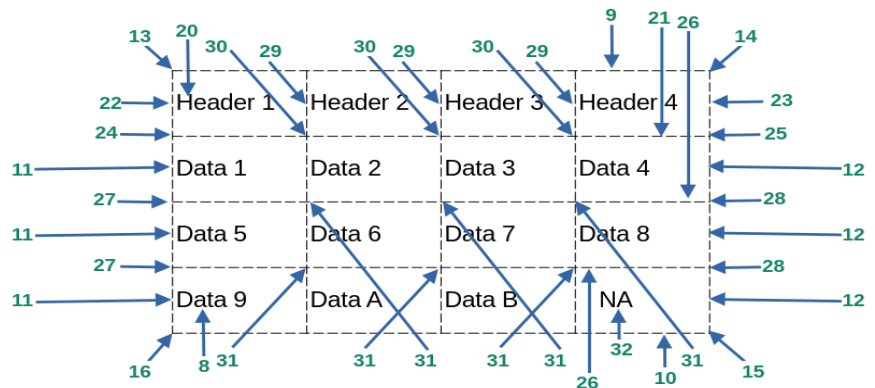 9 21 26
13 20 30 29 30 29 30 29 14
22 Header 1 Header 2 Header 3 Header 4 23
24 25
11 Data 1 Data 2 Data 3 Data 4 12
27 28
11 Data 5 Data 6 Data 7 Data 8 12
27 28
11 Data 9 Data A Data B NA 12
16 8 31 31 31 31 31 26 32 10 31 15